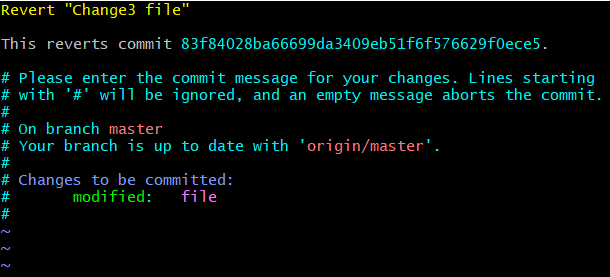 Revert "Change3 file"
This reverts commit 83f84028ba66699da3409eb51f6f576629f0ece5.
# Please enter the commit message for your changes. Lines starting
# with '#' will be ignored, and an empty message aborts the commit.
#
# On branch master
# Your branch is up to date with 'origin/master'.
#
# Changes to be committed:
#       modified:   file
#
~
~
~